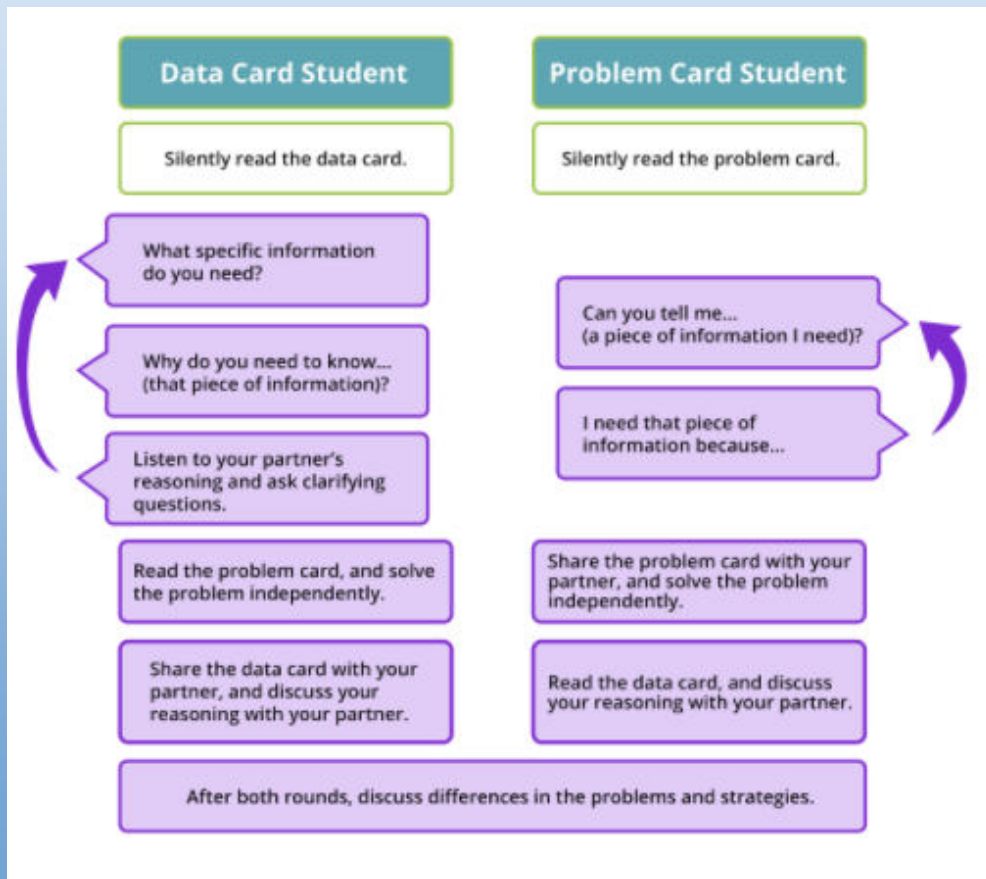 Data Card Student
Problem Card Student
Silently read the data card.
Silently read the problem card.
What specific information
do you need?
Can you tell me...
(a piece of information I need)?
Why do you need to know...
(that piece of information)?
I need that piece of
information because...
Listen to your partner's
reasoning and ask clarifying
questions.
Read the problem card, and solve
the problem independently.
Share the problem card with your
partner, and solve the problem
independently.
Share the data card with your
partner, and discuss your
reasoning with your partner.
Read the data card, and discuss
your reasoning with your partner.
After both rounds, discuss differences in the problems and strategies.